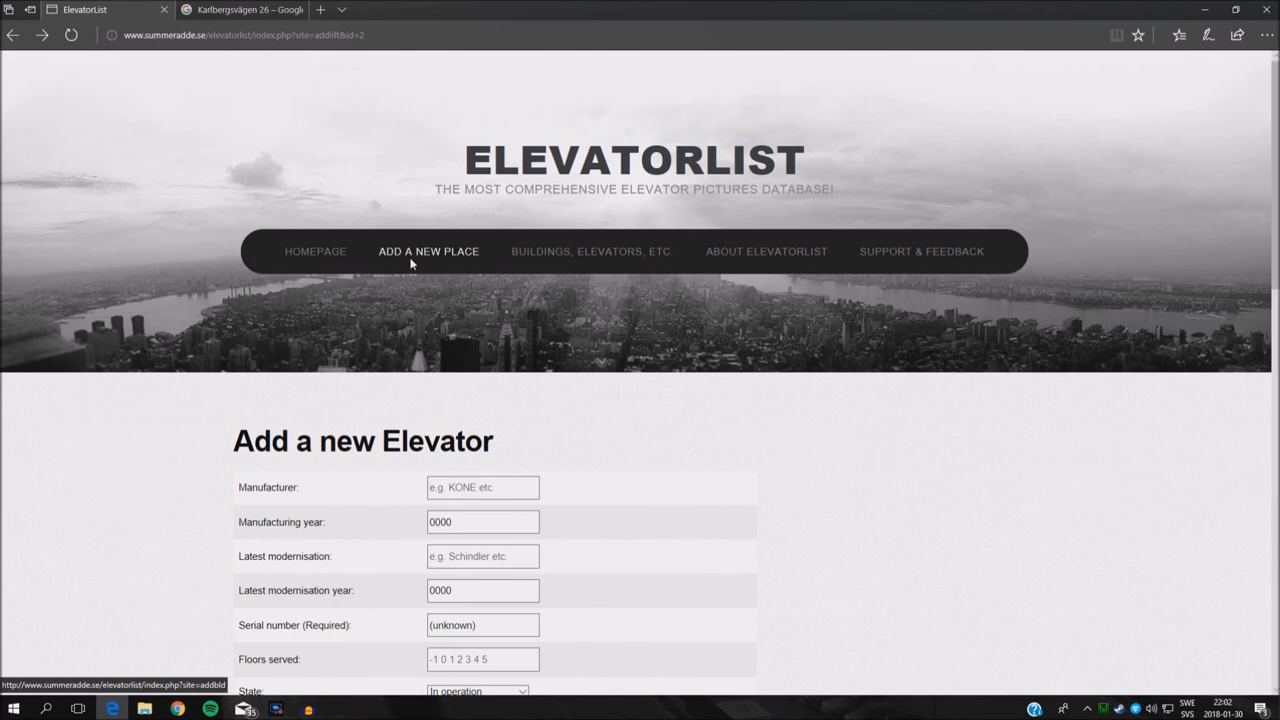 ElevatorList
Karlbergsvägen 26 – Googl
www.summeradde.se/elevatorlist/index.php?site=addlift&id=2
ELEVATORLIST
THE MOST COMPREHENSIVE ELEVATOR PICTURES DATABASE!
HOMEPAGE ADD A NEW PLACE BUILDINGS, ELEVATORS, ETC. ABOUT ELEVATORLIST SUPPORT & FEEDBACK
Add a new Elevator
Manufacturer: e.g. KONE etc.
Manufacturing year: 0000
Latest modernisation: e.g. Schindler etc.
Latest modernisation year: 0000
Serial number (Required): (unknown)
Floors served: -1 0 1 2 3 4 5
State: In operation
http://www.summeradde.se/elevatorlist/index.php?site=addbld
35
SWE 22:02
SVS 2018-01-30
3